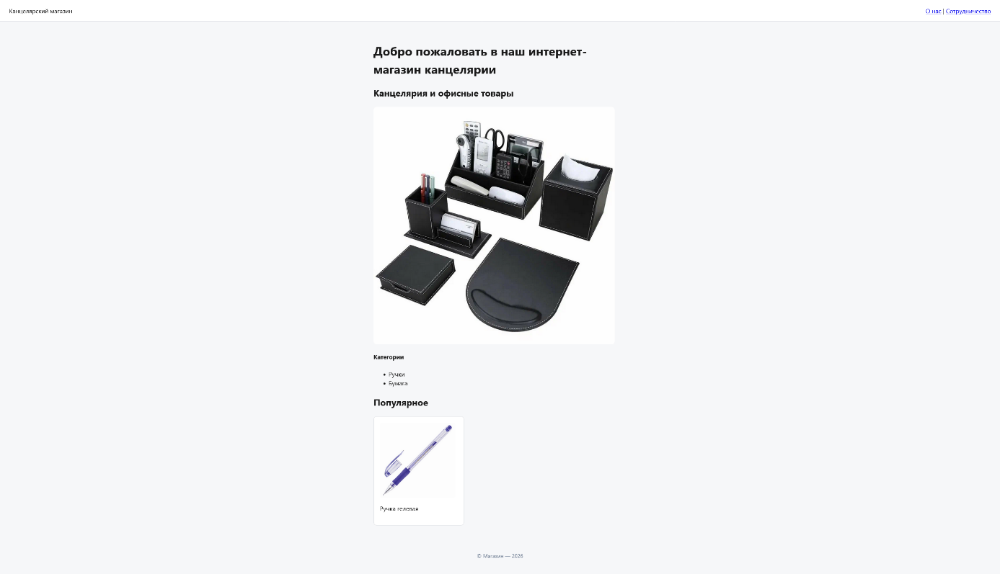 Канцелярский магазин
О нас | Сотрудничество
Добро пожаловать в наш интернет-
магазин канцелярии
Канцелярия и офисные товары
Категории
• Ручки
• Бумага
Популярное
Ручка гелевая
© Магазин — 2026